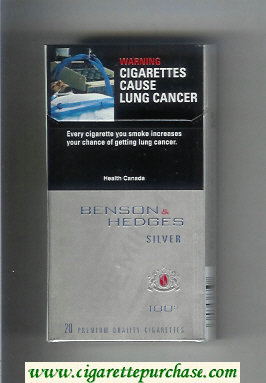 WARNING
CIGARETTES
CAUSE
LUNG CANCER
Every cigarette you smoke increases
your chance of getting lung cancer.
Health Canada
BENSON &
HEDGES
SILVER
100's
20 PREMIUM QUALITY CIGARETTES
www.cigarettepurchase.com